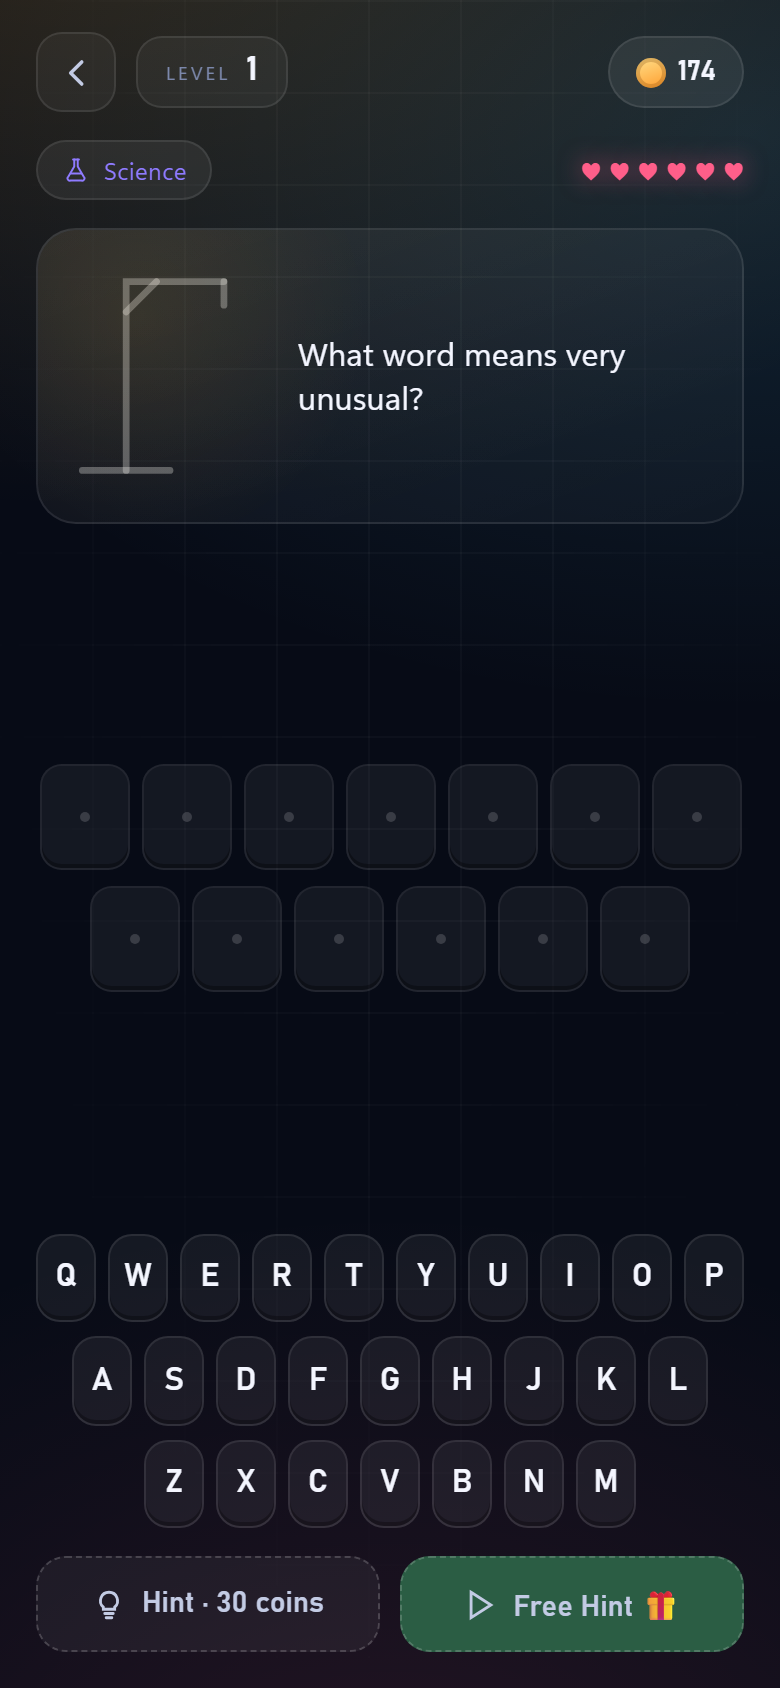 LEVEL 1
174
Science
What word means very
unusual?
Q W E R T Y U I O P
A S D F G H J K L
Z X C V B N M
Hint · 30 coins
Free Hint